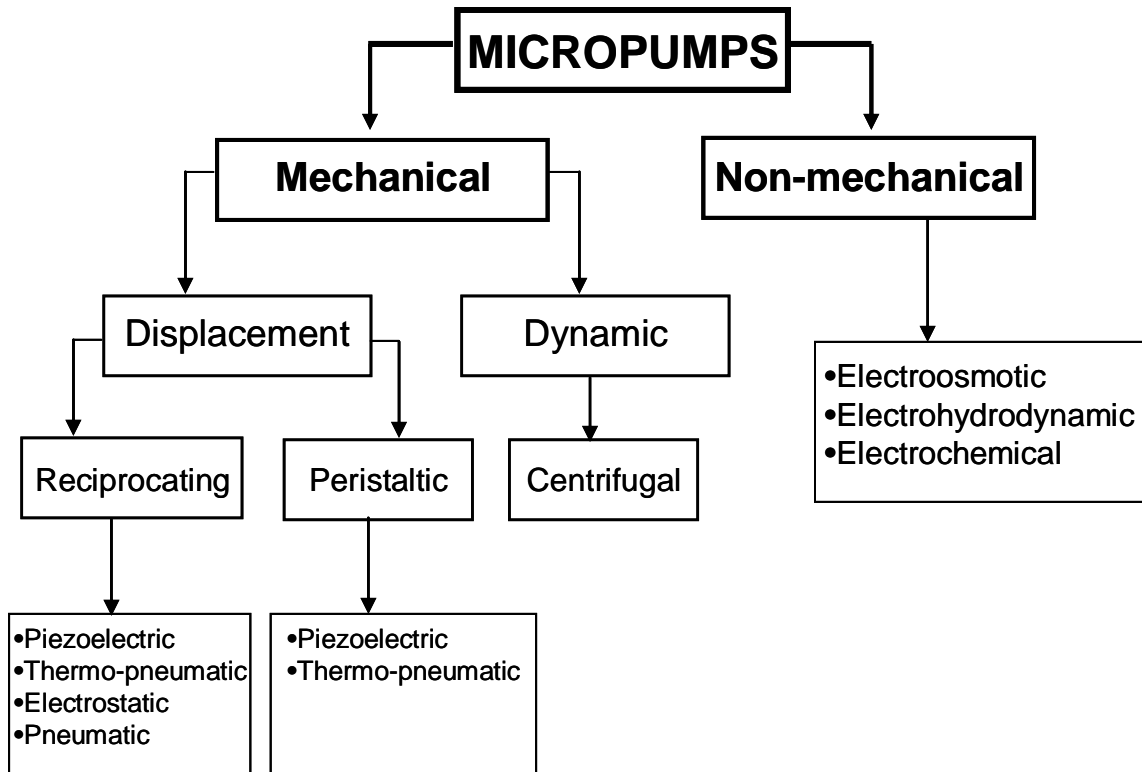 MICROPUMPS
Mechanical
Non-mechanical
Displacement
Dynamic
•Electroosmotic
•Electrohydrodynamic
•Electrochemical
Reciprocating
Peristaltic
Centrifugal
•Piezoelectric
•Thermo-pneumatic
•Electrostatic
•Pneumatic
•Piezoelectric
•Thermo-pneumatic